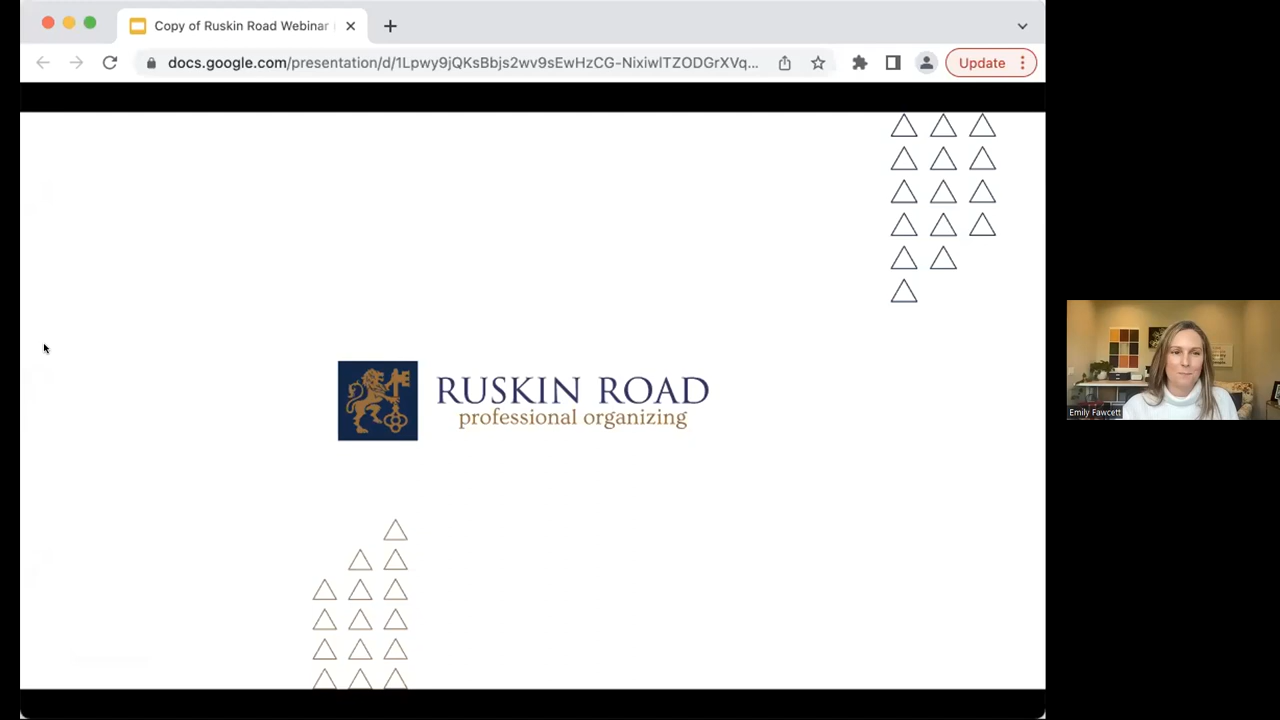 Copy of Ruskin Road Webinar
docs.google.com/presentation/d/1Lpwy9jQKsBbjs2wv9sEwHzCG-NixiwlTZODGrXVq...
Update
RUSKIN ROAD
professional organizing
Emily Fawcett